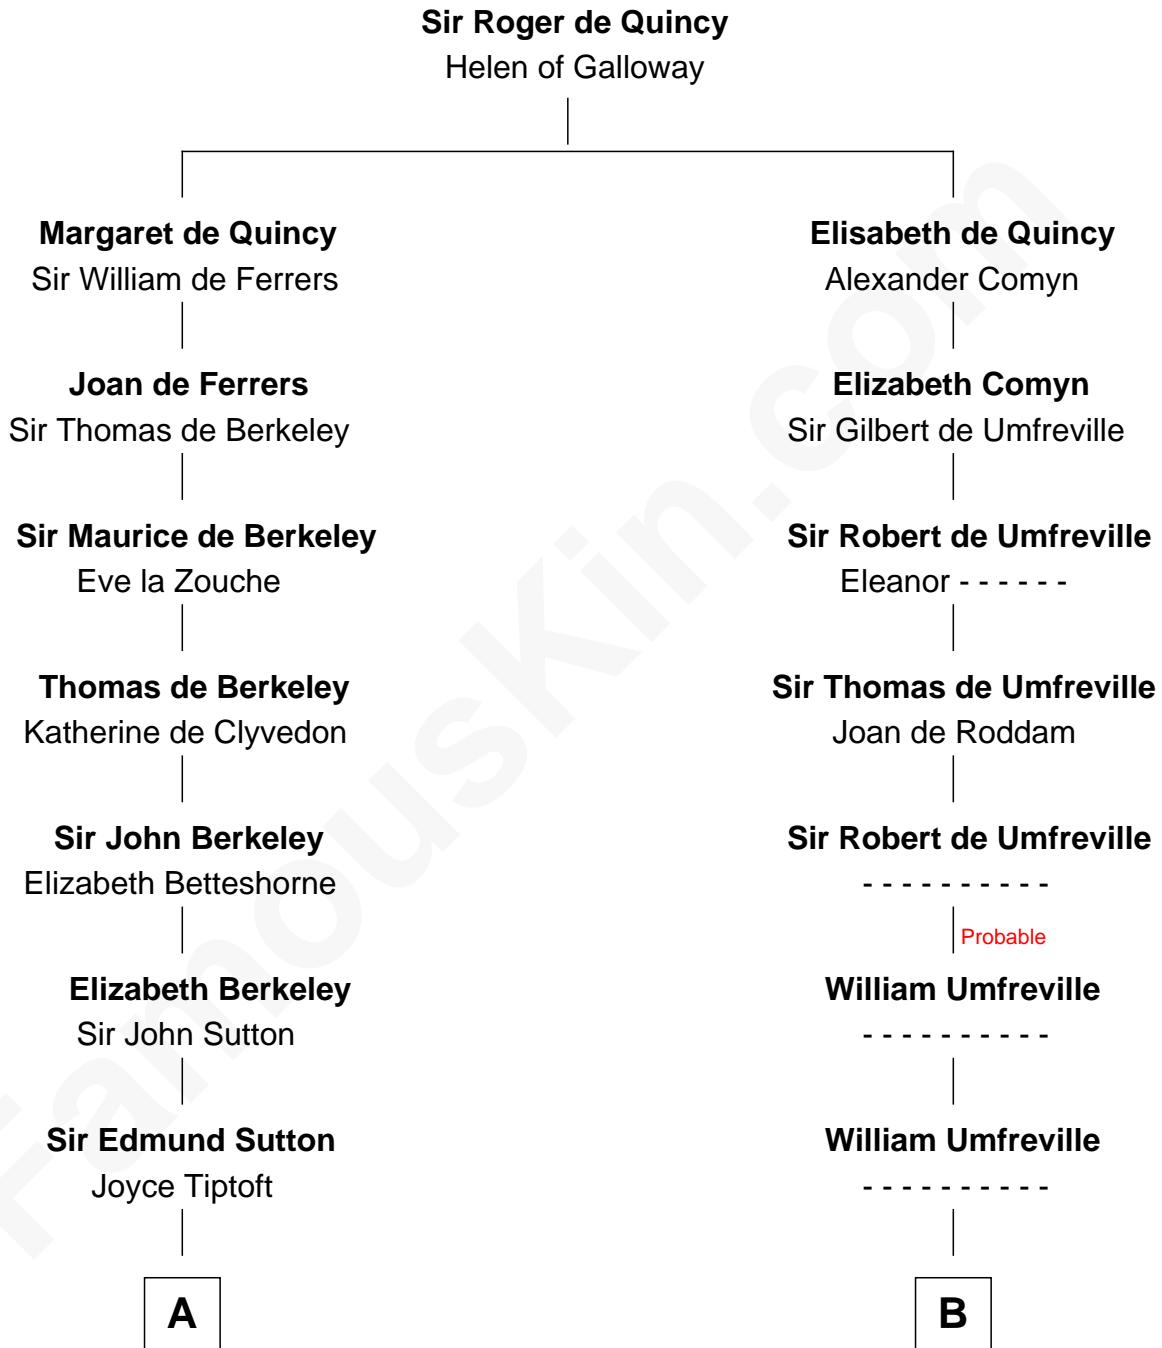 Sir Roger de Quincy
Helen of Galloway
Margaret de Quincy
Sir William de Ferrers
Elisabeth de Quincy
Alexander Comyn
Joan de Ferrers
Sir Thomas de Berkeley
Elizabeth Comyn
Sir Gilbert de Umfreville
Sir Maurice de Berkeley
Eve la Zouche
Sir Robert de Umfreville
Eleanor - - - - - -
Thomas de Berkeley
Katherine de Clyvedon
Sir Thomas de Umfreville
Joan de Roddam
Sir John Berkeley
Elizabeth Betteshorne
Sir Robert de Umfreville
- - - - - - - - - -
Probable
Elizabeth Berkeley
Sir John Sutton
William Umfreville
- - - - - - - - - -
Sir Edmund Sutton
Joyce Tiptoft
William Umfreville
- - - - - - - - - -
A
B
FamousKin.com